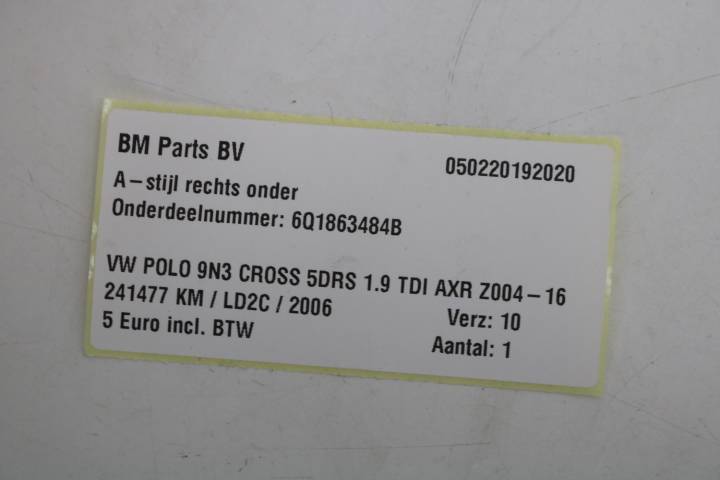 BM Parts BV 050220192020
A-stijl rechts onder
Onderdeelnummer: 6Q1863484B
VW POLO 9N3 CROSS 5DRS 1.9 TDI AXR Z004-16
241477 KM / LD2C / 2006 Verz: 10
5 Euro incl. BTW Aantal: 1